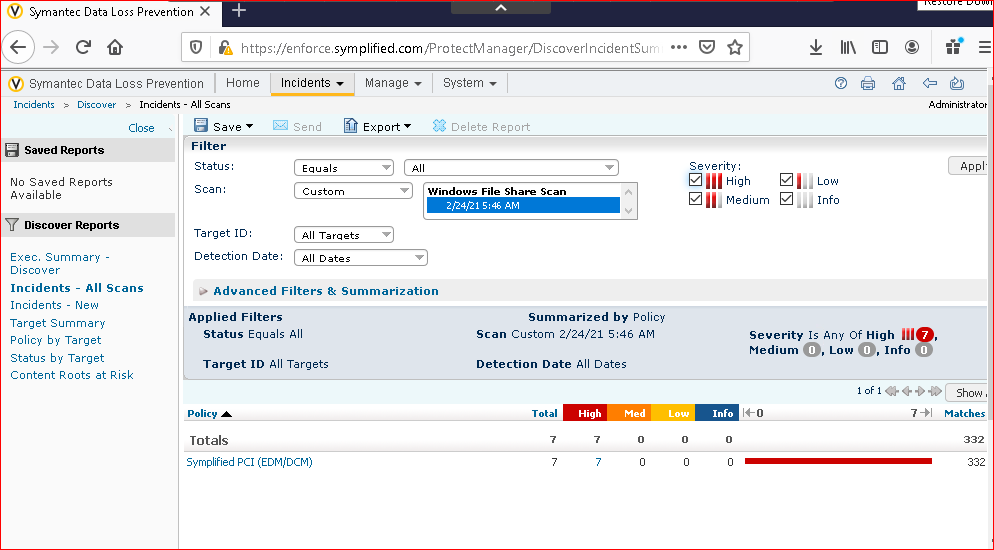 Symantec Data Loss Prevention
Restore Down
https://enforce.symplified.com/ProtectManager/DiscoverIncidentSum
Symantec Data Loss Prevention Home Incidents Manage System
Incidents > Discover > Incidents - All Scans Administrator
Close Save Send Export Delete Report
Saved Reports
No Saved Reports
Available
Discover Reports
Exec. Summary -
Discover
Incidents - All Scans
Incidents - New
Target Summary
Policy by Target
Status by Target
Content Roots at Risk
Filter
Status: Equals All Severity:
High Low Appl
Scan: Custom Windows File Share Scan
Medium Info
2/24/21 5:46 AM
Target ID: All Targets
Detection Date: All Dates
Advanced Filters & Summarization
Applied Filters Summarized by Policy
Status Equals All Scan Custom 2/24/21 5:46 AM Severity Is Any Of High 7,
Medium 0, Low 0, Info 0
Target ID All Targets Detection Date All Dates
1 of 1 Show
Policy Total High Med Low Info 0 7 Matches
Totals 7 7 0 0 0 332
Symplified PCI (EDM/DCM) 7 7 0 0 0 332